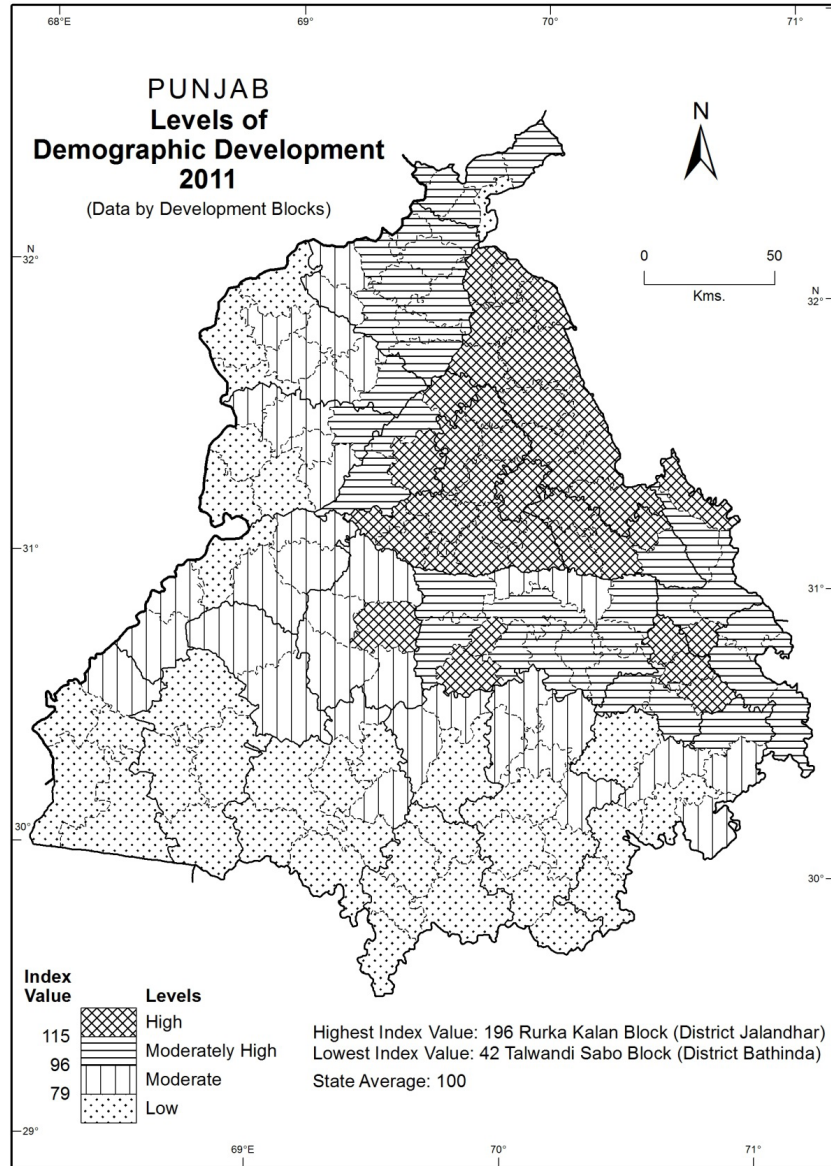 68°E 69° 70° 71°
PUNJAB
Levels of
Demographic Development
2011
(Data by Development Blocks)
N
0 50
Kms.
N
32°
N
32°
31°
31°
30°
30°
Index
Value
Levels
High
115
Moderately High
96
Moderate
79
Low
Highest Index Value: 196 Rurka Kalan Block (District Jalandhar)
Lowest Index Value: 42 Talwandi Sabo Block (District Bathinda)
State Average: 100
29°
69°E 70° 71°